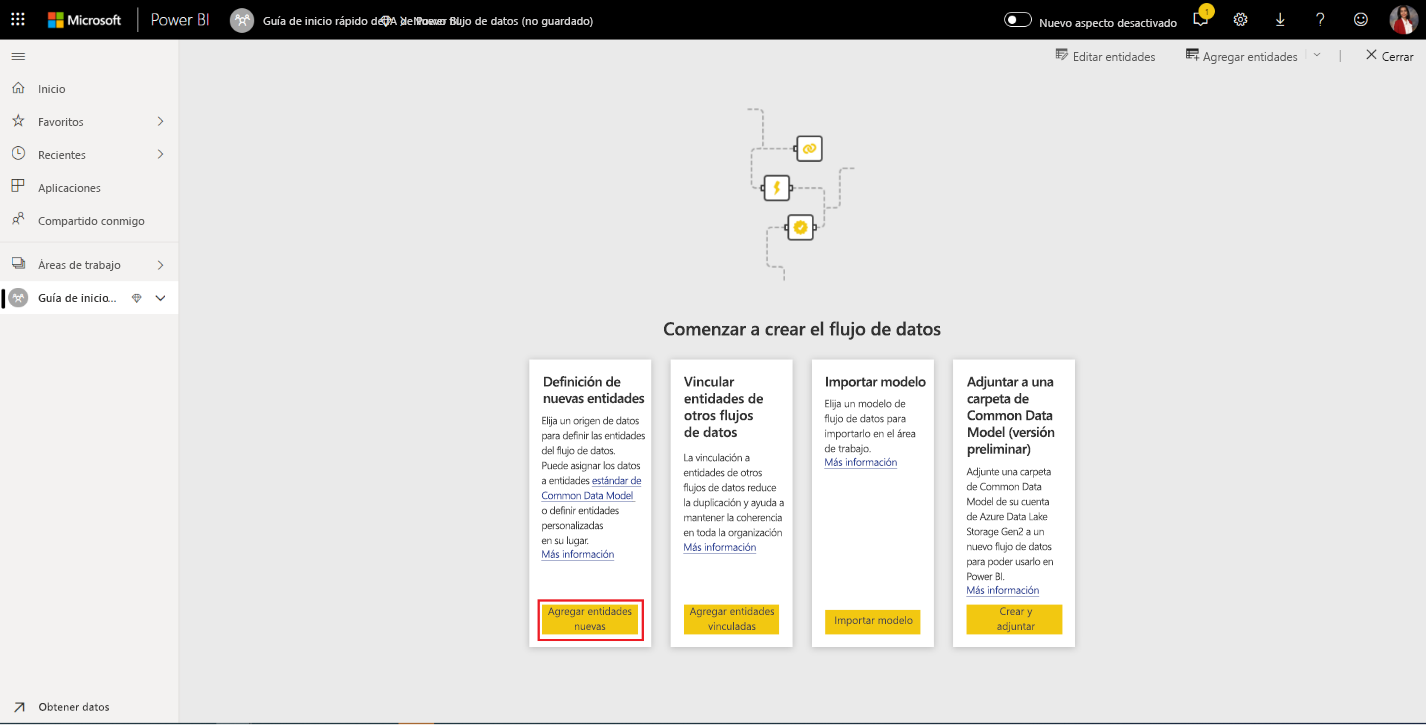 Microsoft
Power BI
Guía de inicio rápido de
Nuevo flujo de datos (no guardado)
Nuevo aspecto desactivado
1
Editar entidades
Agregar entidades
Cerrar
Inicio
Favoritos
Recientes
Aplicaciones
Compartido conmigo
Áreas de trabajo
Guía de inicio...
Obtener datos
Comenzar a crear el flujo de datos
Definición de
nuevas entidades
Elija un origen de datos
para definir las entidades
del flujo de datos.
Puede asignar los datos
a entidades estándar de
Common Data Model
o definir entidades
personalizadas
en su lugar.
Más información
Agregar entidades
nuevas
Vincular
entidades de
otros flujos
de datos
La vinculación a
entidades de otros
flujos de datos reduce
la duplicación y ayuda a
mantener la coherencia
en toda la organización
Más información
Agregar entidades
vinculadas
Importar modelo
Elija un modelo de
flujo de datos para
importarlo en el área
de trabajo.
Más información
Importar modelo
Adjuntar a una
carpeta de
Common Data
Model (versión
preliminar)
Adjunte una carpeta
de Common Data
Model de su cuenta
de Azure Data Lake
Storage Gen2 a un
nuevo flujo de datos
para poder usarlo en
Power BI.
Más información
Crear y
adjuntar